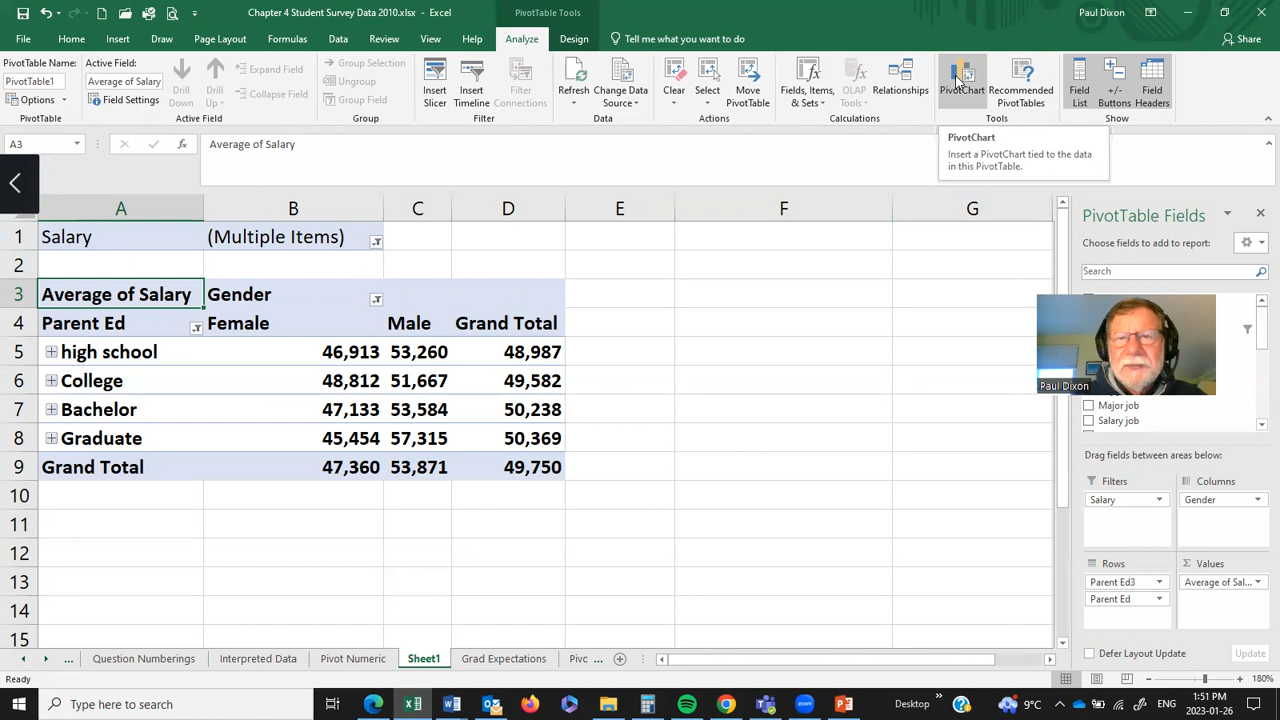 Chapter 4 Student Survey Data 2010.xlsx - Excel
PivotTable Tools
Paul Dixon
File Home Insert Draw Page Layout Formulas Data Review View Help Analyze Design Tell me what you want to do Share
PivotTable Name:
PivotTable1
Options
PivotTable
Active Field:
Average of Salary
Field Settings
Drill Down
Drill Up
Expand Field
Collapse Field
Active Field
Group Selection
Ungroup
Group Field
Group
Insert Slicer
Insert Timeline
Filter Connections
Filter
Refresh
Change Data Source
Data
Clear
Select
Move PivotTable
Actions
Fields, Items, & Sets
OLAP Tools
Relationships
Calculations
PivotChart
Recommended PivotTables
Tools
Field List
+/- Buttons
Field Headers
Show
A3
fx
Average of Salary
PivotChart
Insert a PivotChart tied to the data
in this PivotTable.
A B C D E F G
1 Salary (Multiple Items)
2
3 Average of Salary Gender
4 Parent Ed Female Male Grand Total
5 high school 46,913 53,260 48,987
6 College 48,812 51,667 49,582
7 Bachelor 47,133 53,584 50,238
8 Graduate 45,454 57,315 50,369
9 Grand Total 47,360 53,871 49,750
10
11
12
13
14
15
PivotTable Fields
Choose fields to add to report:
Search
Paul Dixon
Major job
Salary job
Drag fields between areas below:
Filters Columns
Salary Gender
Rows Σ Values
Parent Ed3 Average of Sal...
Parent Ed
Defer Layout Update Update
... Question Numberings Interpreted Data Pivot Numeric Sheet1 Grad Expectations Pivc ...
Ready
180%
Type here to search
Desktop
9°C
ENG
1:51 PM
2023-01-26